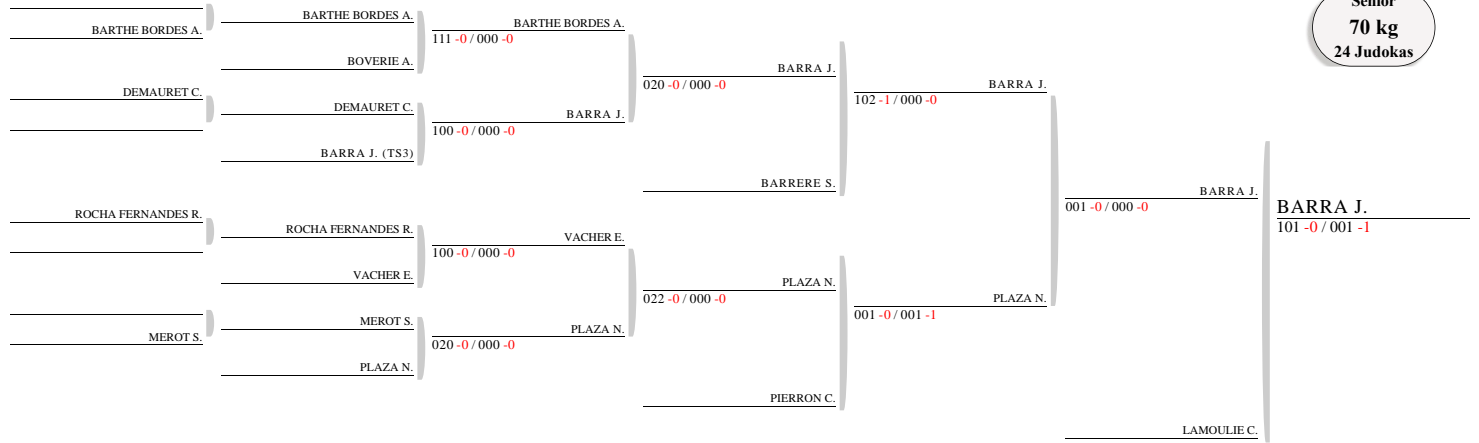 Senior
70 kg
24 Judokas
BARTHE BORDES A.
DEMAURET C.
ROCHA FERNANDES R.
MEROT S.
BARTHE BORDES A.
BOVERIE A.
DEMAURET C.
BARRA J. (TS3)
ROCHA FERNANDES R.
VACHER E.
MEROT S.
PLAZA N.
BARTHE BORDES A.
111 -0 / 000 -0
BARRA J.
100 -0 / 000 -0
VACHER E.
100 -0 / 000 -0
PLAZA N.
020 -0 / 000 -0
BARRA J.
020 -0 / 000 -0
BARRERE S.
PLAZA N.
022 -0 / 000 -0
PIERRON C.
BARRA J.
102 -1 / 000 -0
PLAZA N.
001 -0 / 001 -1
BARRA J.
001 -0 / 000 -0
LAMOULIE C.
BARRA J.
101 -0 / 001 -1